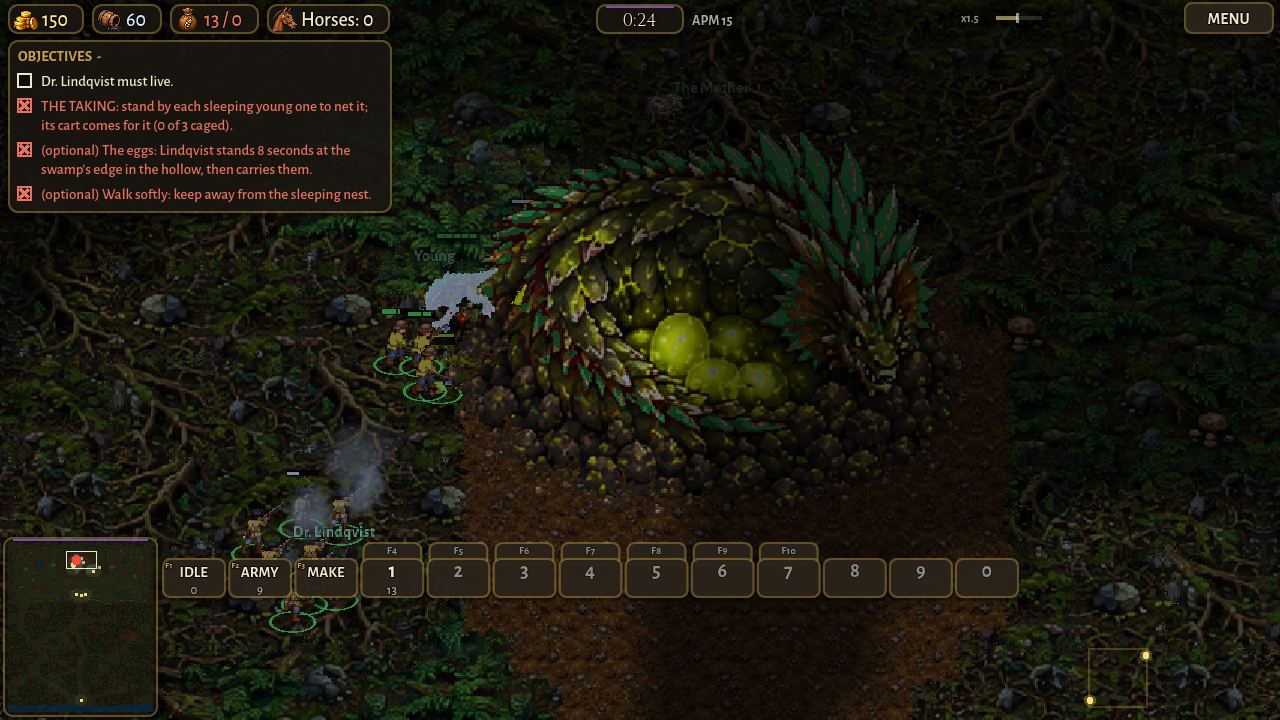 150
60
13 / 0
Horses: 0
0:24
APM 15
x1.5
MENU
OBJECTIVES -
Dr. Lindqvist must live.
THE TAKING: stand by each sleeping young one to net it;
its cart comes for it (0 of 3 caged).
(optional) The eggs: Lindqvist stands 8 seconds at the
swamp's edge in the hollow, then carries them.
(optional) Walk softly: keep away from the sleeping nest.
The Mother
Young
Dr. Lindqvist
F1 IDLE 0
F2 ARMY 9
F3 MAKE
F4 1 13
F5 2
F6 3
F7 4
F8 5
F9 6
F10 7
8
9
0